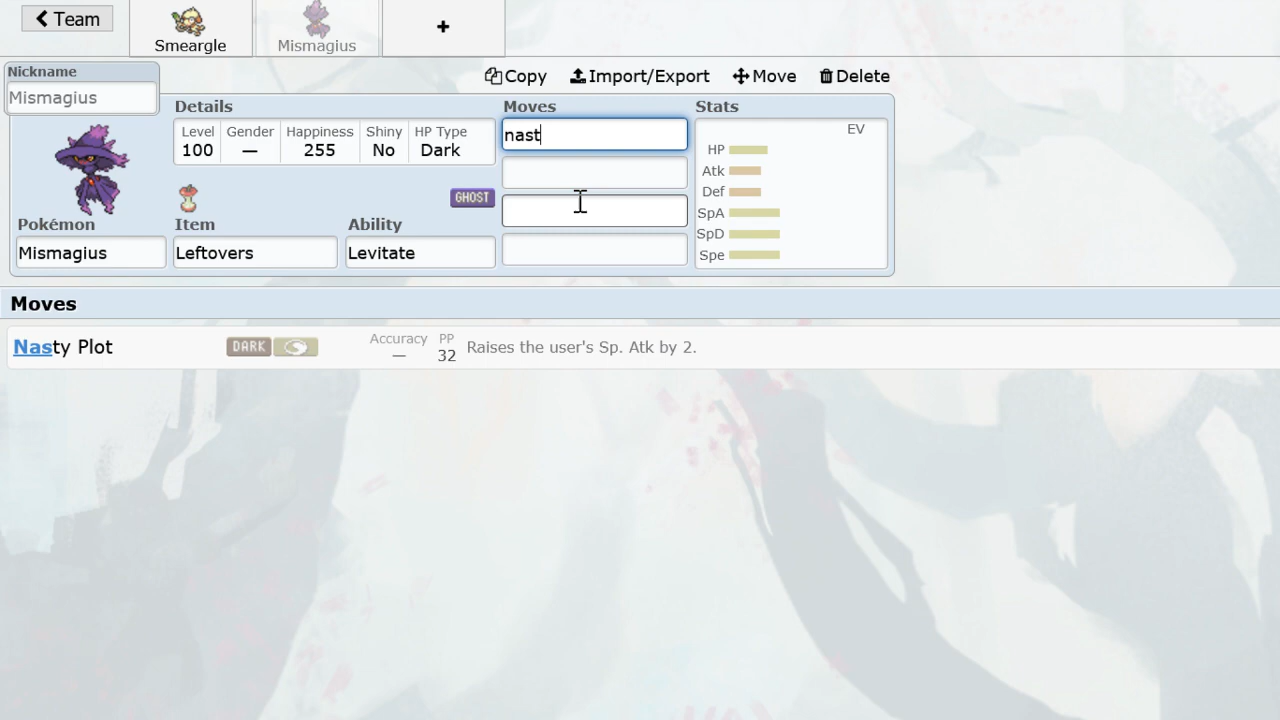 Team
Smeargle
Mismagius
+
Nickname
Mismagius
Copy
Import/Export
Move
Delete
Details
Moves
Stats
Level
Gender
Happiness
Shiny
HP Type
100
—
255
No
Dark
nast
EV
HP
Atk
Def
SpA
SpD
Spe
GHOST
Pokémon
Item
Ability
Mismagius
Leftovers
Levitate
Moves
Nasty Plot
DARK
Accuracy
—
PP
32
Raises the user's Sp. Atk by 2.